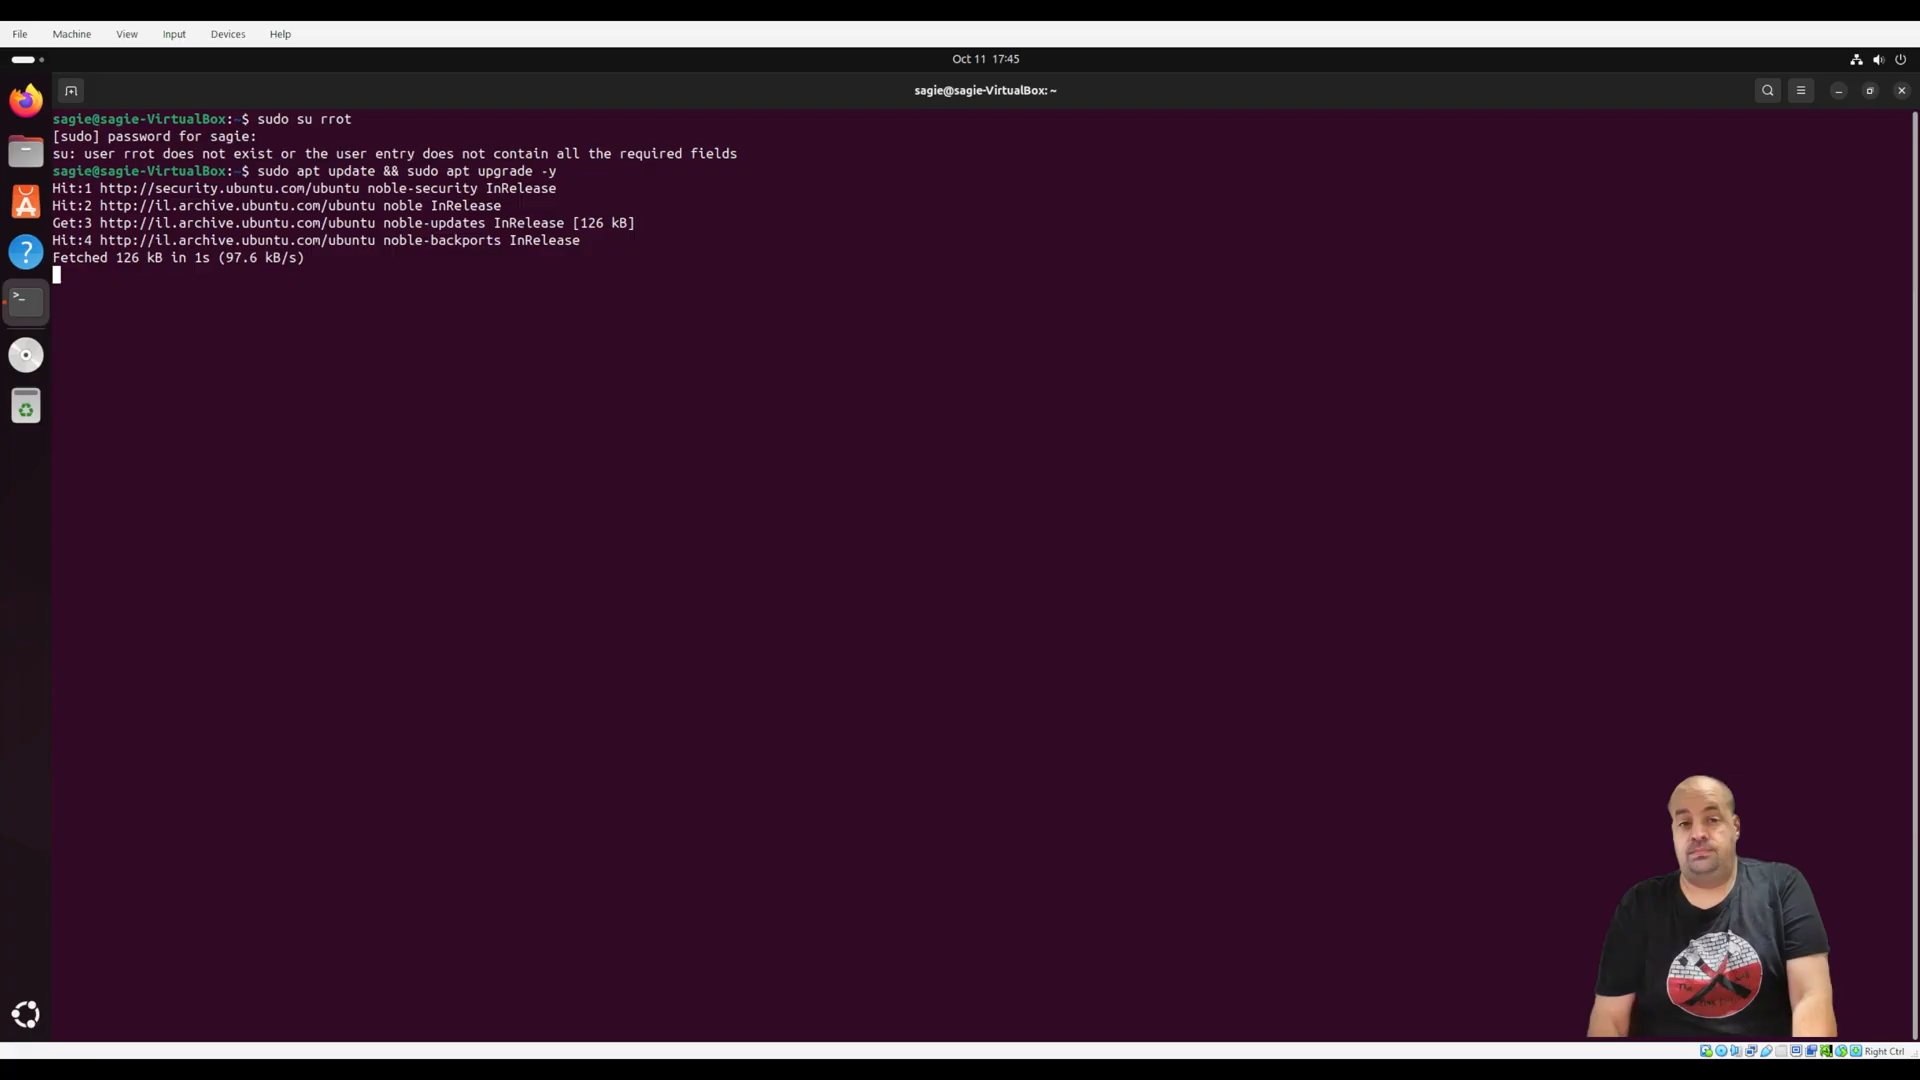 File Machine View Input Devices Help
Oct 11 17:45
sagie@sagie-VirtualBox: ~
sagie@sagie-VirtualBox:~$ sudo su rrot
[sudo] password for sagie:
su: user rrot does not exist or the user entry does not contain all the required fields
sagie@sagie-VirtualBox:~$ sudo apt update && sudo apt upgrade -y
Hit:1 http://security.ubuntu.com/ubuntu noble-security InRelease
Hit:2 http://il.archive.ubuntu.com/ubuntu noble InRelease
Get:3 http://il.archive.ubuntu.com/ubuntu noble-updates InRelease [126 kB]
Hit:4 http://il.archive.ubuntu.com/ubuntu noble-backports InRelease
Fetched 126 kB in 1s (97.6 kB/s)
Right Ctrl